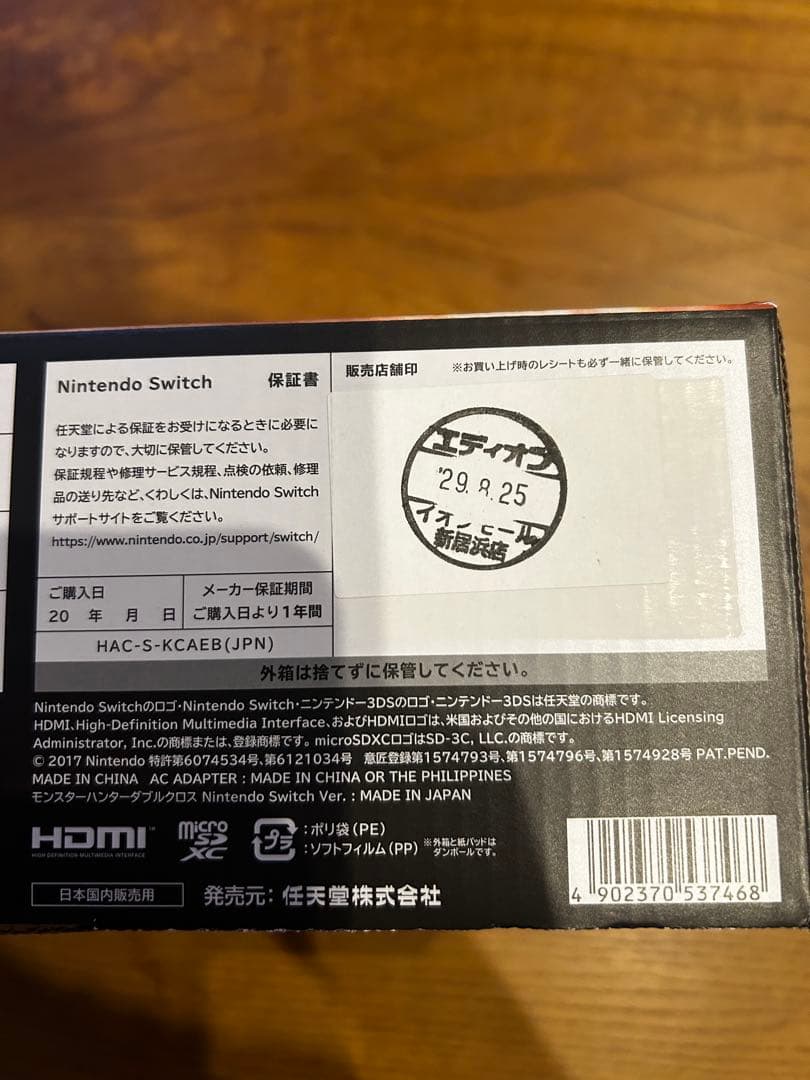 Nintendo Switch 保証書
任天堂による保証をお受けになるときに必要に
なりますので、大切に保管してください。
保証規程や修理サービス規程、点検の依頼、修理
品の送り先など、くわしくは、Nintendo Switch
サポートサイトをご覧ください。
https://www.nintendo.co.jp/support/switch/
ご購入日
20 年 月 日
メーカー保証期間
ご購入日より1年間
HAC-S-KCAEB(JPN)
販売店舗印 ※お買い上げ時のレシートも必ず一緒に保管してください。
エディオン
'29.8.25
イオンモール
新居浜店
外箱は捨てずに保管してください。
Nintendo Switchのロゴ・Nintendo Switch・ニンテンドー3DSのロゴ・ニンテンドー3DSは任天堂の商標です。
HDMI、High-Definition Multimedia Interface、およびHDMIロゴは、米国およびその他の国におけるHDMI Licensing
Administrator, Inc.の商標または、登録商標です。microSDXCロゴはSD-3C, LLC.の商標です。
© 2017 Nintendo 特許第6074534号、第6121034号 意匠登録第1574793号、第1574796号、第1574928号 PAT.PEND.
MADE IN CHINA AC ADAPTER : MADE IN CHINA OR THE PHILIPPINES
モンスターハンターダブルクロス Nintendo Switch Ver. : MADE IN JAPAN
HDMI™
HIGH DEFINITION MULTIMEDIA INTERFACE
micro
SD
XC
プラ
：ポリ袋（PE）
：ソフトフィルム（PP）
※外箱と紙パッドは
ダンボールです。
日本国内販売用
発売元：任天堂株式会社
4 902370 537468